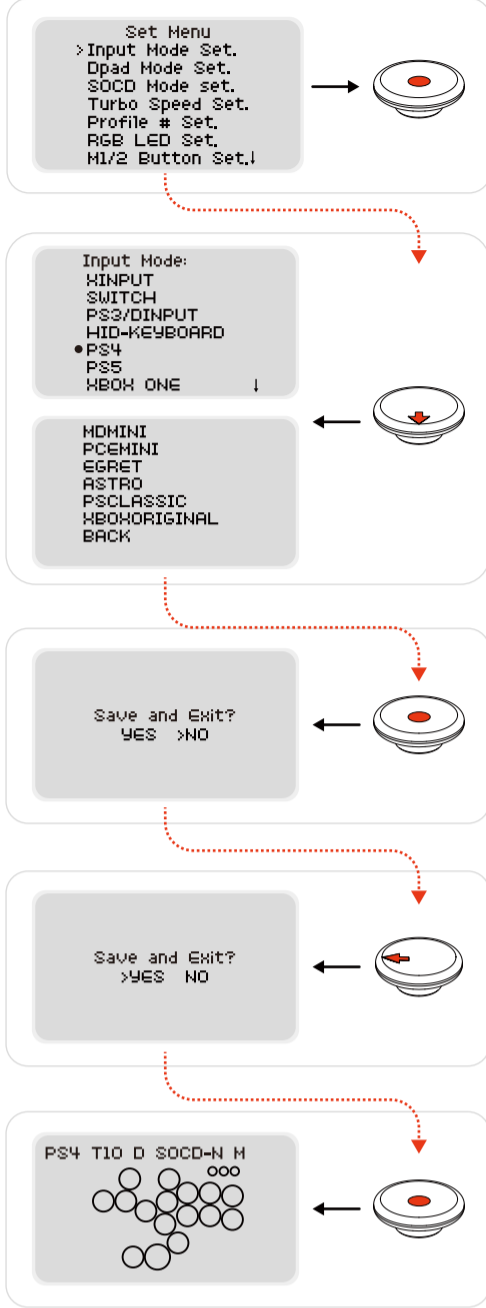 Set Menu
>Input Mode Set.
Dpad Mode Set.
SOCD Mode set.
Turbo Speed Set.
Profile # Set.
RGB LED Set.
M1/2 Button Set.↓
Input Mode:
XINPUT
SWITCH
PS3/DINPUT
HID-KEYBOARD
●PS4
PS5
XBOX ONE ↓
MDMINI
PCEMINI
EGRET
ASTRO
PSCLASSIC
XBOXORIGINAL
BACK
Save and Exit?
YES >NO
Save and Exit?
>YES NO
PS4 T10 D SOCD-N M